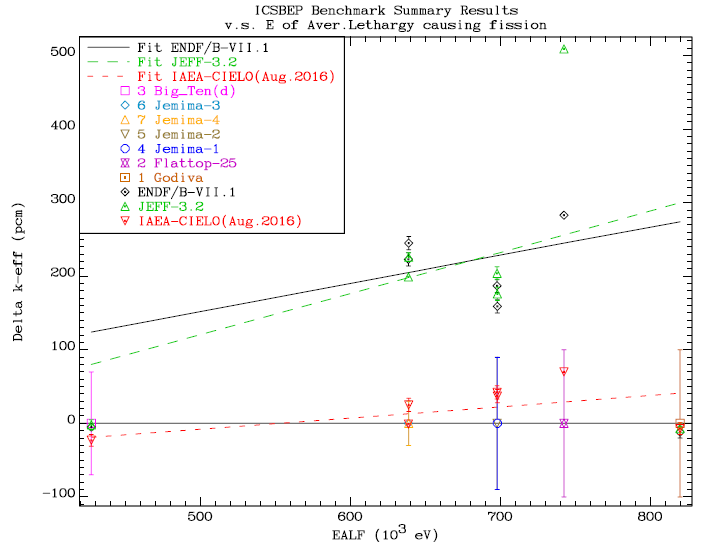 ICSBEP Benchmark Summary Results
v.s. E of Aver.Lethargy causing fission
Fit ENDF/B-VII.1
Fit JEFF-3.2
Fit IAEA-CIELO(Aug.2016)
3 Big_Ten(d)
6 Jemima-3
7 Jemima-4
5 Jemima-2
4 Jemima-1
2 Flattop-25
1 Godiva
ENDF/B-VII.1
JEFF-3.2
IAEA-CIELO(Aug.2016)
Delta k-eff (pcm)
500
400
300
200
100
0
-100
500 600 700 800
EALF (10³ eV)